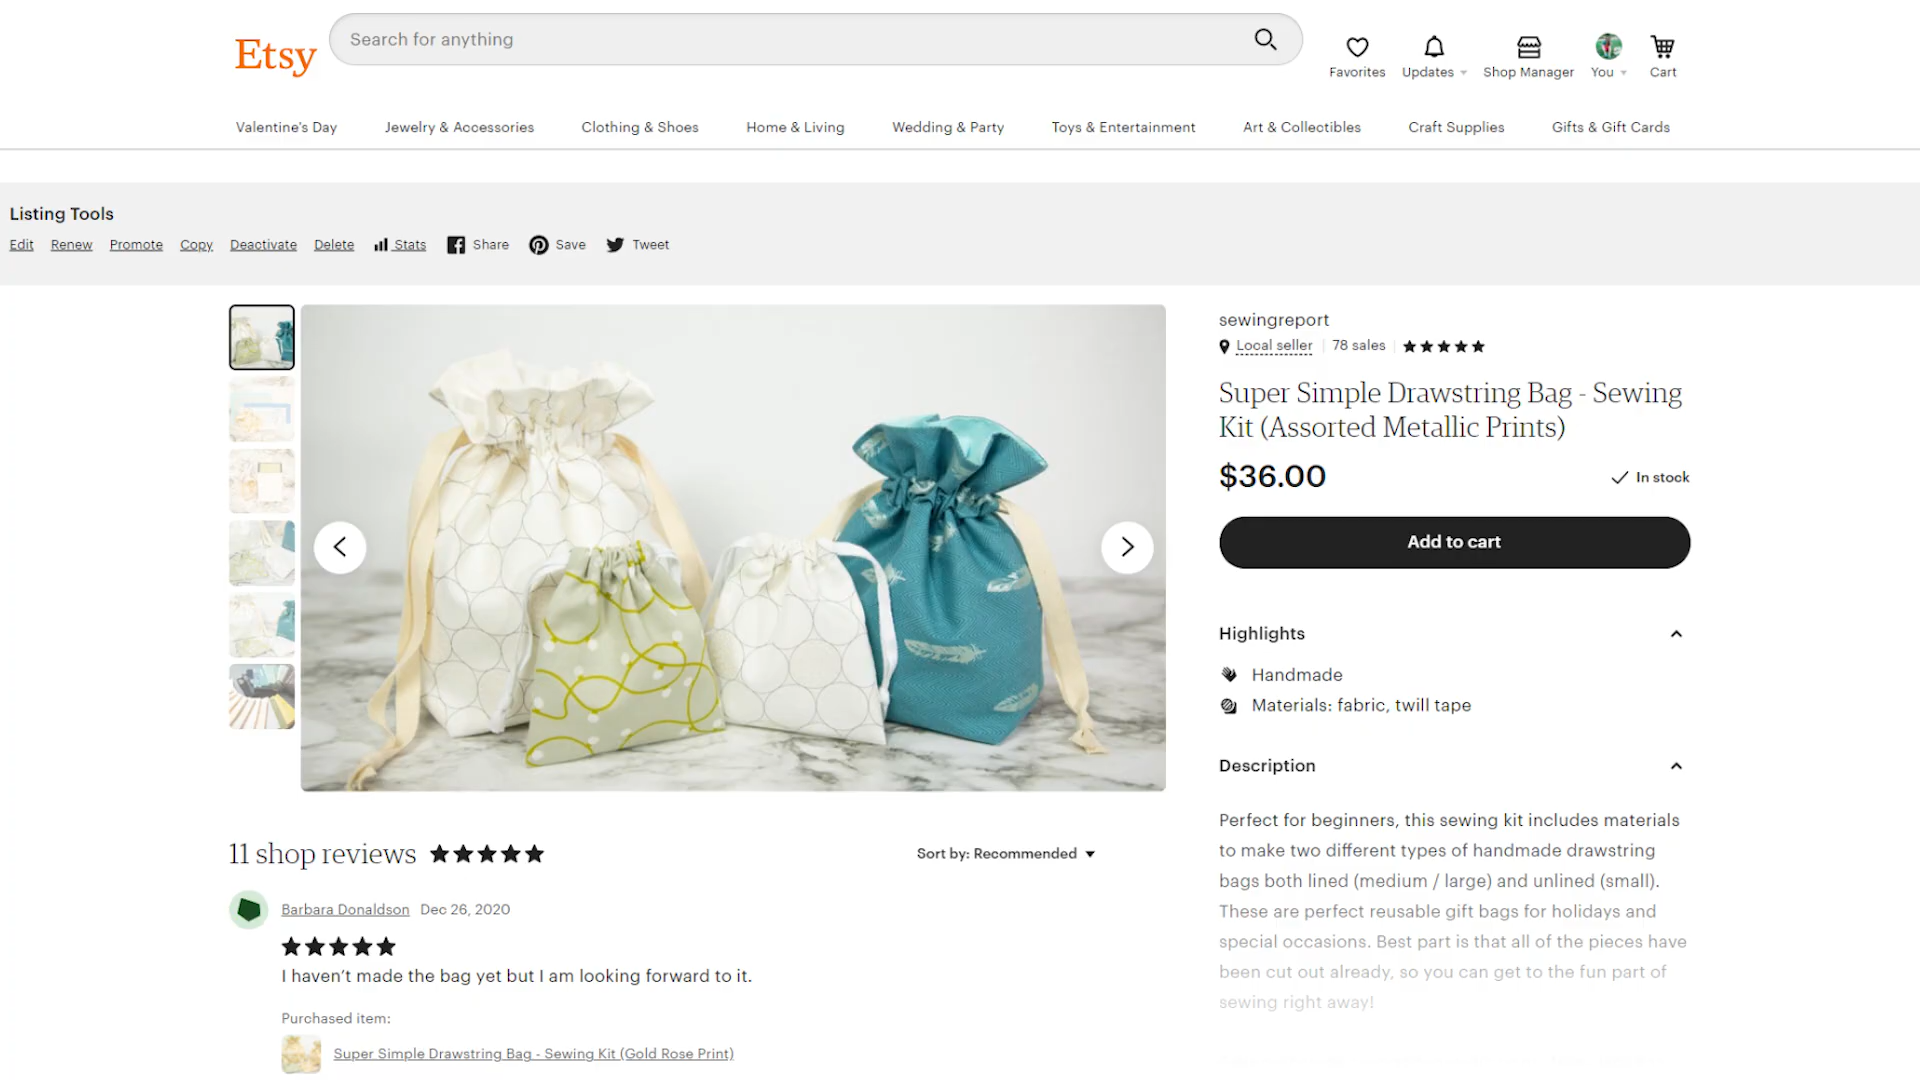 Etsy
Search for anything
Favorites
Updates
Shop Manager
You
Cart
Valentine's Day
Jewelry & Accessories
Clothing & Shoes
Home & Living
Wedding & Party
Toys & Entertainment
Art & Collectibles
Craft Supplies
Gifts & Gift Cards
Listing Tools
Edit
Renew
Promote
Copy
Deactivate
Delete
Stats
Share
Save
Tweet
sewingreport
Local seller
78 sales
Super Simple Drawstring Bag - Sewing
Kit (Assorted Metallic Prints)
$36.00
In stock
Add to cart
Highlights
Handmade
Materials: fabric, twill tape
Description
Perfect for beginners, this sewing kit includes materials
to make two different types of handmade drawstring
bags both lined (medium / large) and unlined (small).
These are perfect reusable gift bags for holidays and
special occasions. Best part is that all of the pieces have
been cut out already, so you can get to the fun part of
sewing right away!
11 shop reviews
Sort by: Recommended
Barbara Donaldson
Dec 26, 2020
I haven't made the bag yet but I am looking forward to it.
Purchased item:
Super Simple Drawstring Bag - Sewing Kit (Gold Rose Print)